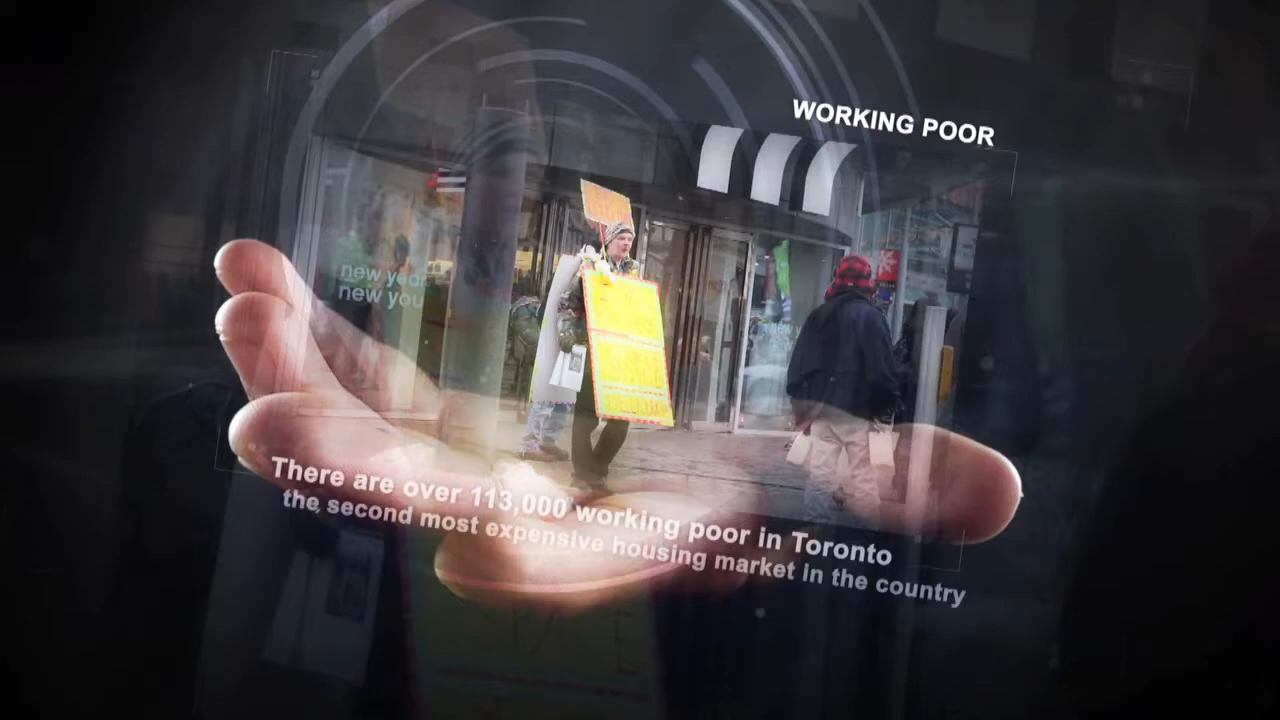 WORKING POOR
new year
new you
There are over 113,000 working poor in Toronto
the second most expensive housing market in the country